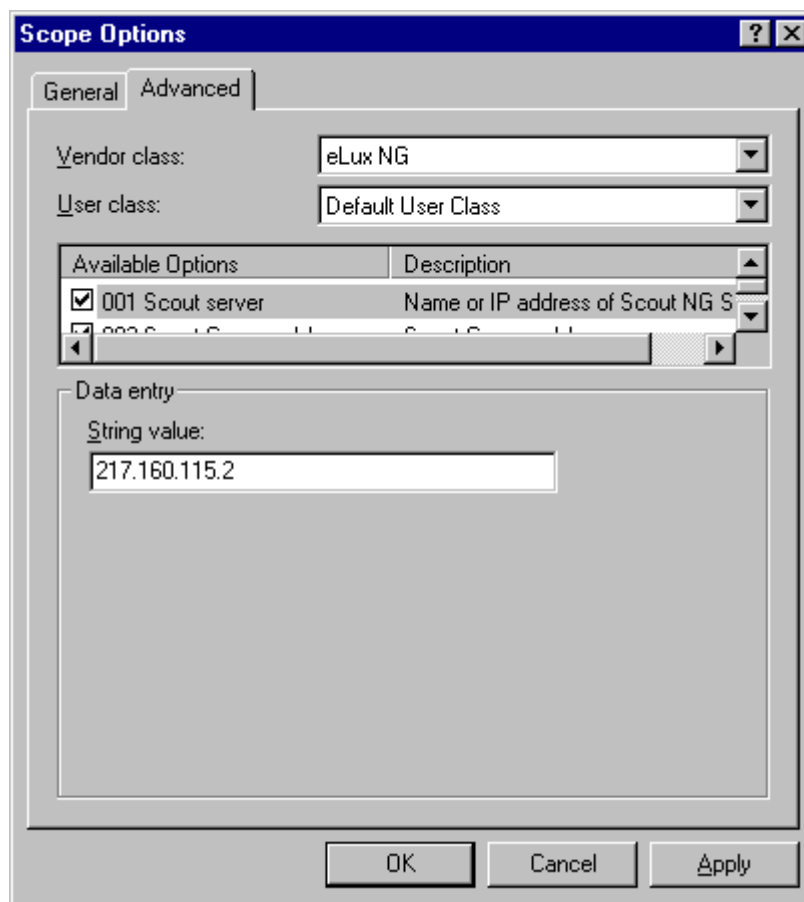 Scope Options
General Advanced
Vendor class: eLux NG
User class: Default User Class
Available Options Description
001 Scout server Name or IP address of Scout NG S
Data entry
String value:
217.160.115.2
OK Cancel Apply